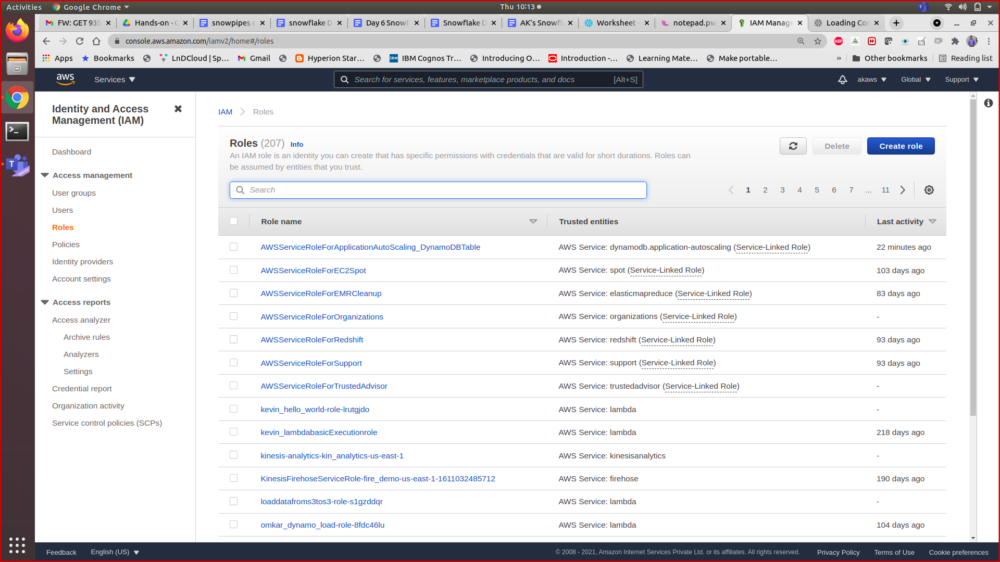 Activities
Google Chrome
Thu 10:13
FW: GET 935
Hands-on - C
snowpipes c
snowflake D
Day 6 Snowf
Snowflake D
AK's Snowfl
Worksheet -
notepad.pw
IAM Manage
Loading Con
console.aws.amazon.com/iamv2/home#/roles
Apps
Bookmarks
LnDCloud | Sp…
Gmail
Hyperion Star…
IBM Cognos Tr…
Introducing O…
Introduction -…
Learning Mate…
Make portable…
»
Other bookmarks
Reading list
aws
Services
Search for services, features, marketplace products, and docs
[Alt+S]
akaws
Global
Support
Identity and Access
Management (IAM)
Dashboard
Access management
User groups
Users
Roles
Policies
Identity providers
Account settings
Access reports
Access analyzer
Archive rules
Analyzers
Settings
Credential report
Organization activity
Service control policies (SCPs)
IAM
Roles
Roles (207) Info
An IAM role is an identity you can create that has specific permissions with credentials that are valid for short durations. Roles can
be assumed by entities that you trust.
Delete
Create role
Search
1 2 3 4 5 6 7 ... 11
Role name Trusted entities Last activity
AWSServiceRoleForApplicationAutoScaling_DynamoDBTable AWS Service: dynamodb.application-autoscaling (Service-Linked Role) 22 minutes ago
AWSServiceRoleForEC2Spot AWS Service: spot (Service-Linked Role) 103 days ago
AWSServiceRoleForEMRCleanup AWS Service: elasticmapreduce (Service-Linked Role) 83 days ago
AWSServiceRoleForOrganizations AWS Service: organizations (Service-Linked Role) -
AWSServiceRoleForRedshift AWS Service: redshift (Service-Linked Role) 93 days ago
AWSServiceRoleForSupport AWS Service: support (Service-Linked Role) 93 days ago
AWSServiceRoleForTrustedAdvisor AWS Service: trustedadvisor (Service-Linked Role) -
kevin_hello_world-role-lrutgjdo AWS Service: lambda -
kevin_lambdabasicExecutionrole AWS Service: lambda 218 days ago
kinesis-analytics-kin_analytics-us-east-1 AWS Service: kinesisanalytics -
KinesisFirehoseServiceRole-fire_demo-us-east-1-1611032485712 AWS Service: firehose 190 days ago
loaddatafroms3tos3-role-s1gzddqr AWS Service: lambda -
omkar_dynamo_load-role-8fdc46lu AWS Service: lambda 104 days ago
Feedback
English (US)
© 2008 - 2021, Amazon Internet Services Private Ltd. or its affiliates. All rights reserved.
Privacy Policy
Terms of Use
Cookie preferences